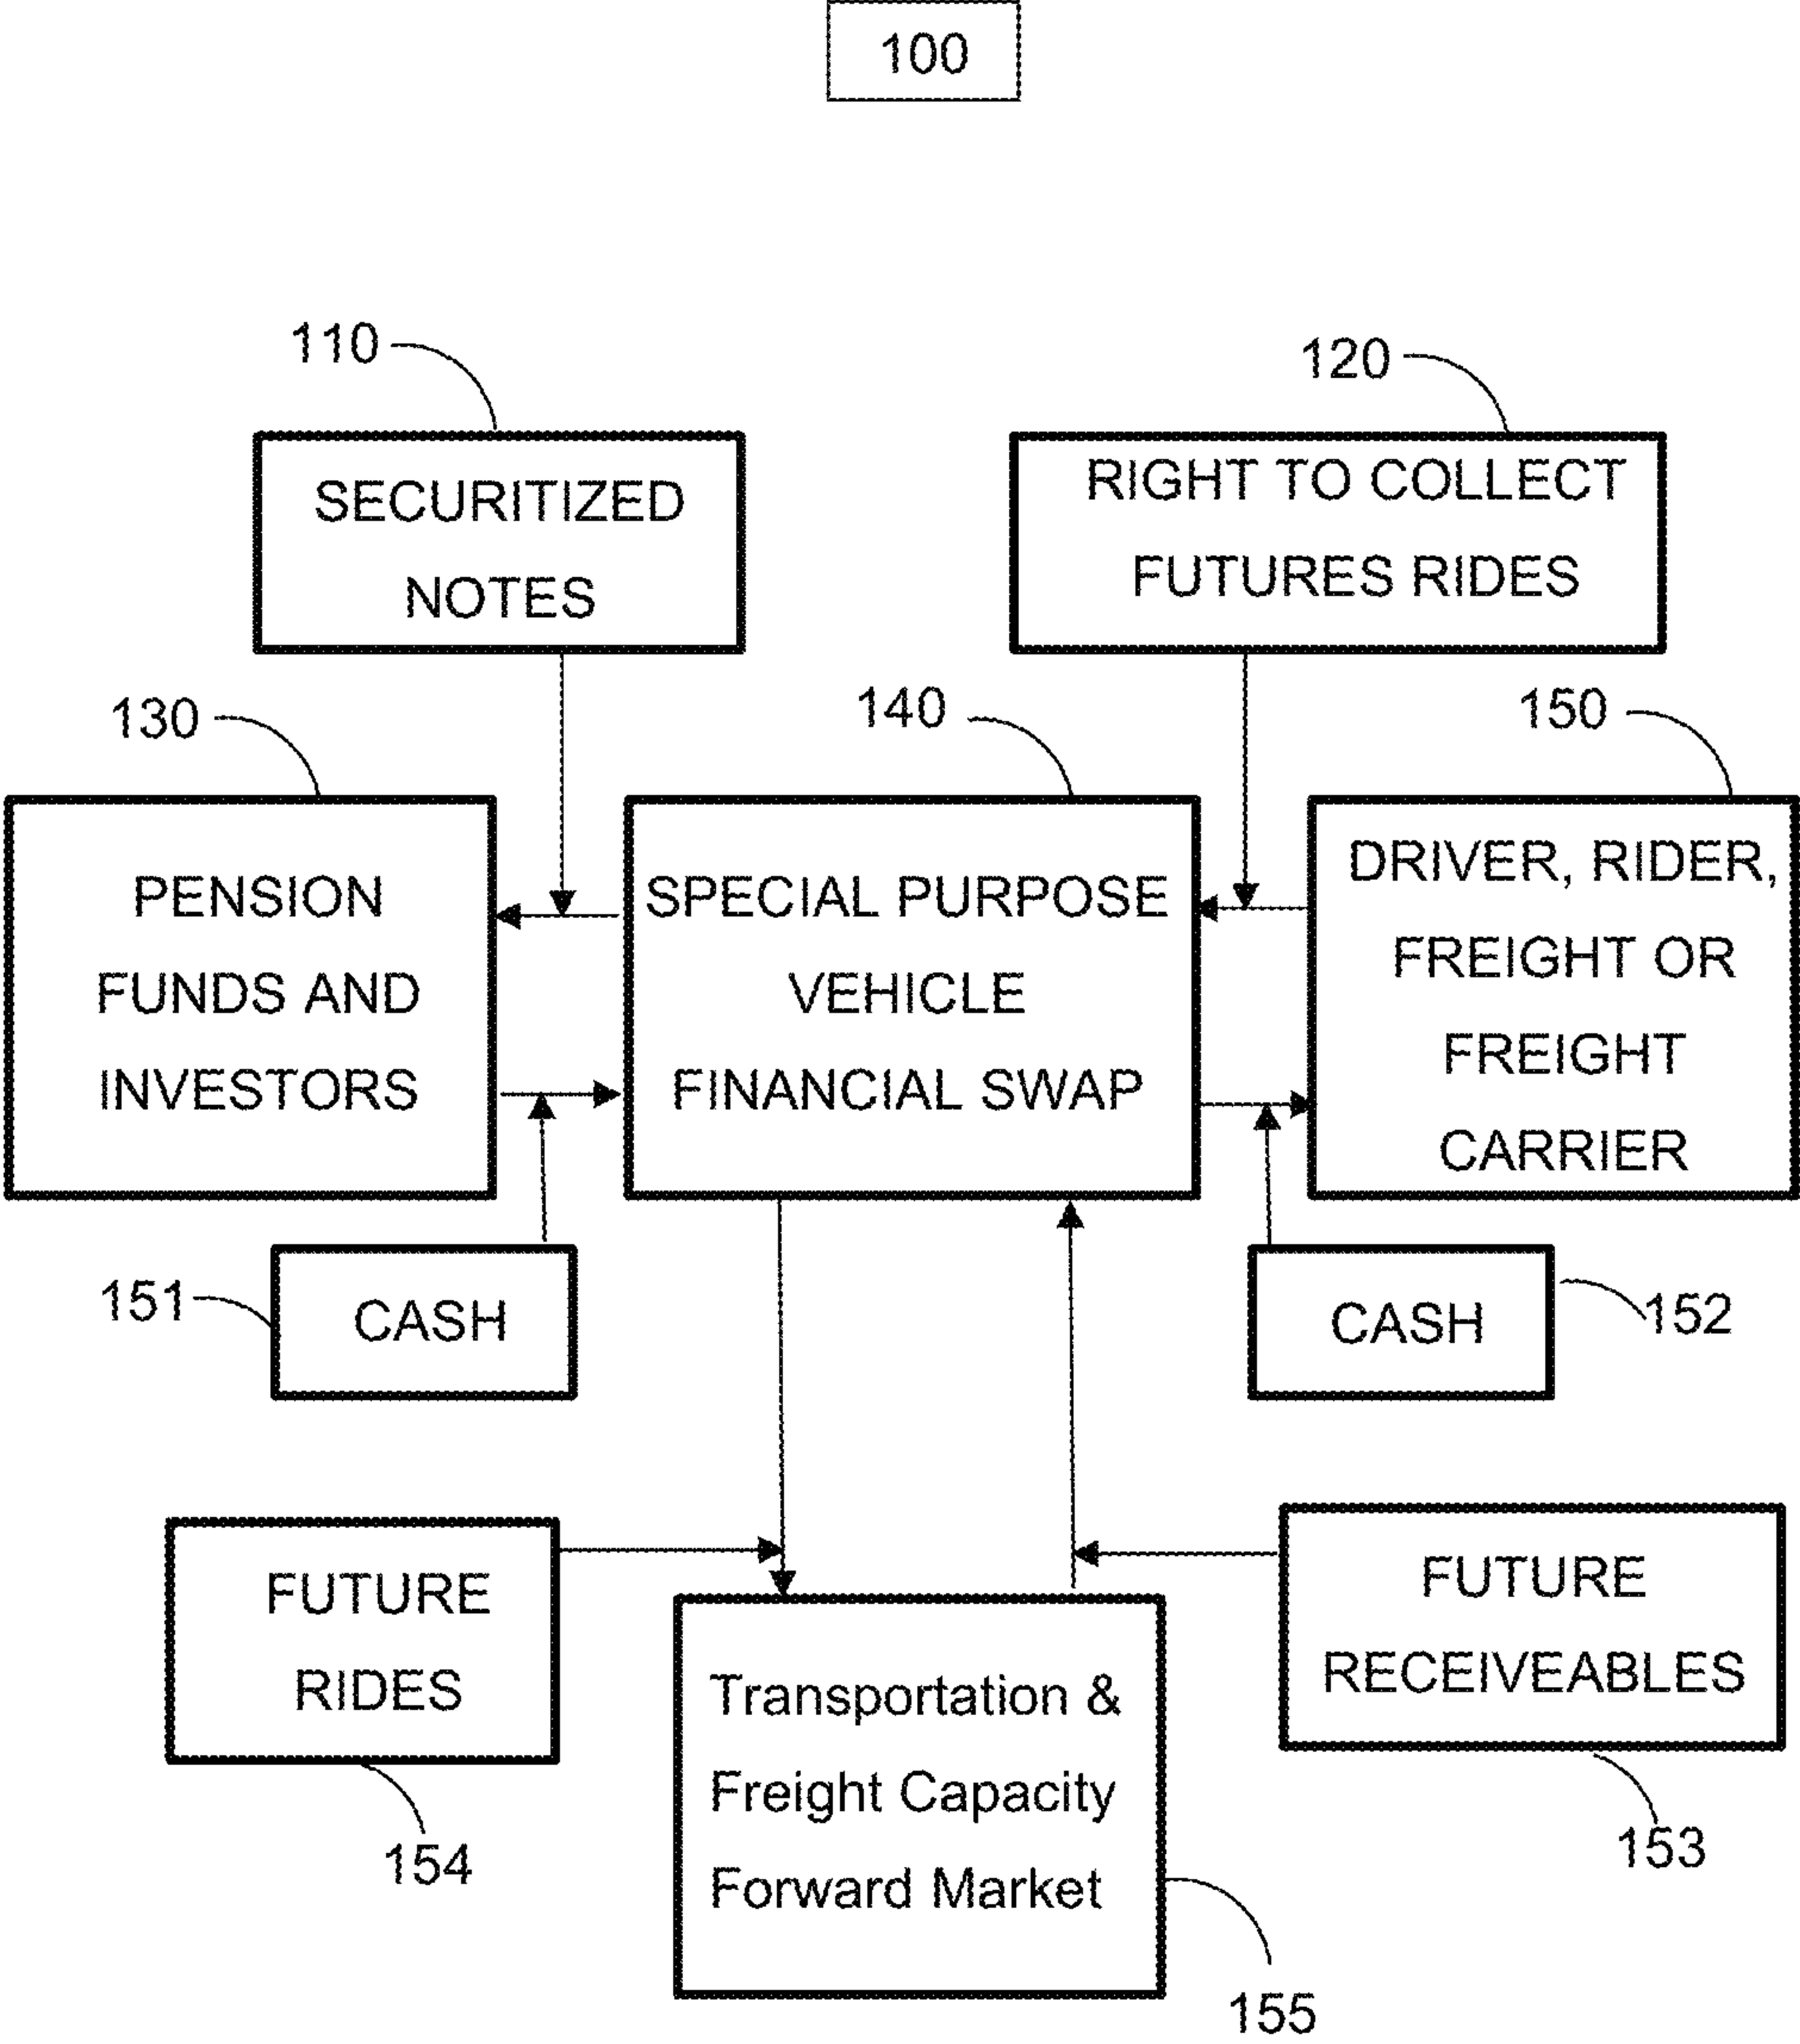 100
110
120
SECURITIZED
NOTES
RIGHT TO COLLECT
FUTURES RIDES
130
140
150
PENSION
FUNDS AND
INVESTORS
SPECIAL PURPOSE
VEHICLE
FINANCIAL SWAP
DRIVER, RIDER,
FREIGHT OR
FREIGHT
CARRIER
151
CASH
CASH
152
FUTURE
RIDES
154
Transportation &
Freight Capacity
Forward Market
155
FUTURE
RECEIVEABLES
153